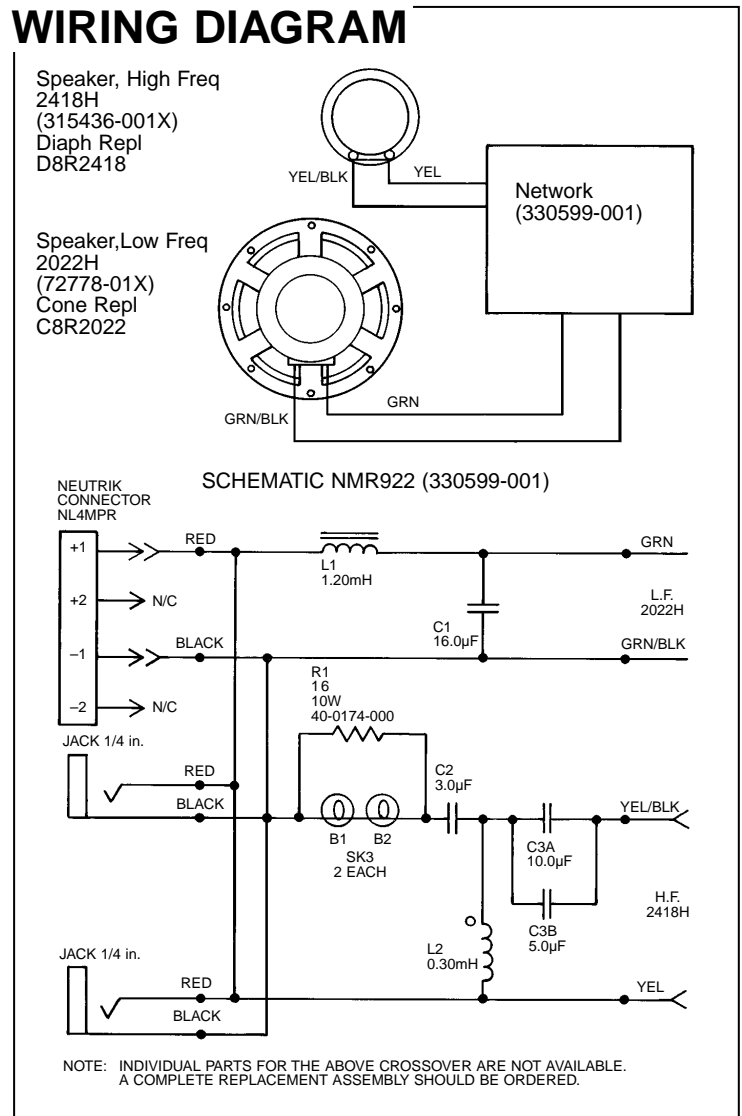 WIRING DIAGRAM
Speaker, High Freq
2418H
(315436-001X)
Diaph Repl
D8R2418
YEL/BLK
YEL
Network
(330599-001)
Speaker,Low Freq
2022H
(72778-01X)
Cone Repl
C8R2022
GRN
GRN/BLK
SCHEMATIC NMR922 (330599-001)
NEUTRIK
CONNECTOR
NL4MPR
+1
RED
L1
1.20mH
GRN
+2
N/C
C1
16.0µF
L.F.
2022H
–1
BLACK
GRN/BLK
–2
N/C
R1
16
10W
40-0174-000
JACK 1/4 in.
RED
BLACK
B1
B2
SK3
2 EACH
C2
3.0µF
C3A
10.0µF
YEL/BLK
C3B
5.0µF
H.F.
2418H
L2
0.30mH
JACK 1/4 in.
RED
BLACK
YEL
NOTE: INDIVIDUAL PARTS FOR THE ABOVE CROSSOVER ARE NOT AVAILABLE.
A COMPLETE REPLACEMENT ASSEMBLY SHOULD BE ORDERED.